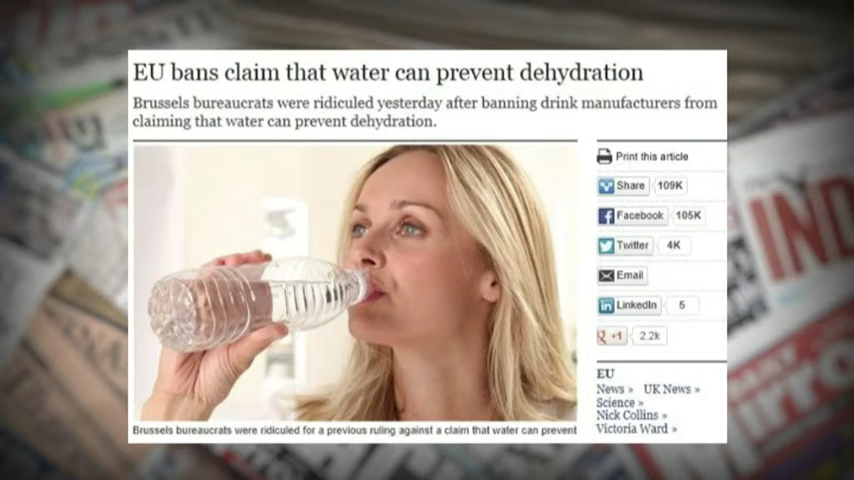 EU bans claim that water can prevent dehydration
Brussels bureaucrats were ridiculed yesterday after banning drink manufacturers from
claiming that water can prevent dehydration.
Print this article
Share 109K
Facebook 105K
Twitter 4K
Email
LinkedIn 5
+1 2.2k
EU
News » UK News »
Science »
Nick Collins »
Victoria Ward »
Brussels bureaucrats were ridiculed for a previous ruling against a claim that water can prevent
IND
Mirro